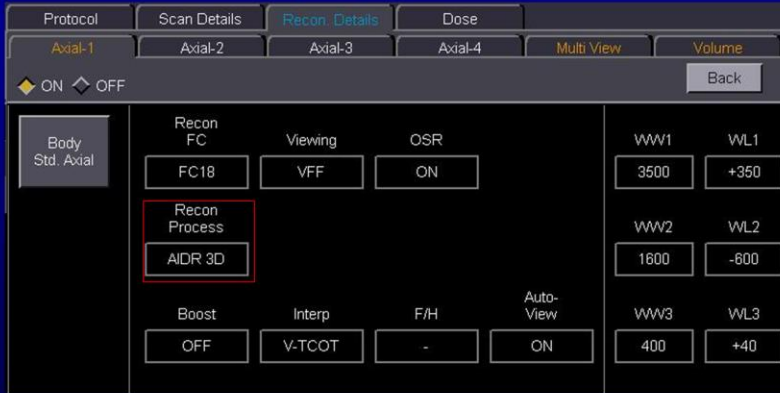 Protocol Scan Details Recon. Details Dose
Axial-1 Axial-2 Axial-3 Axial-4 Multi View Volume
ON OFF Back
Body
Std. Axial
Recon
FC Viewing OSR WW1 WL1
FC18 VFF ON 3500 +350
Recon
Process WW2 WL2
AIDR 3D 1600 -600
Auto-
Boost Interp F/H View WW3 WL3
OFF V-TCOT - ON 400 +40